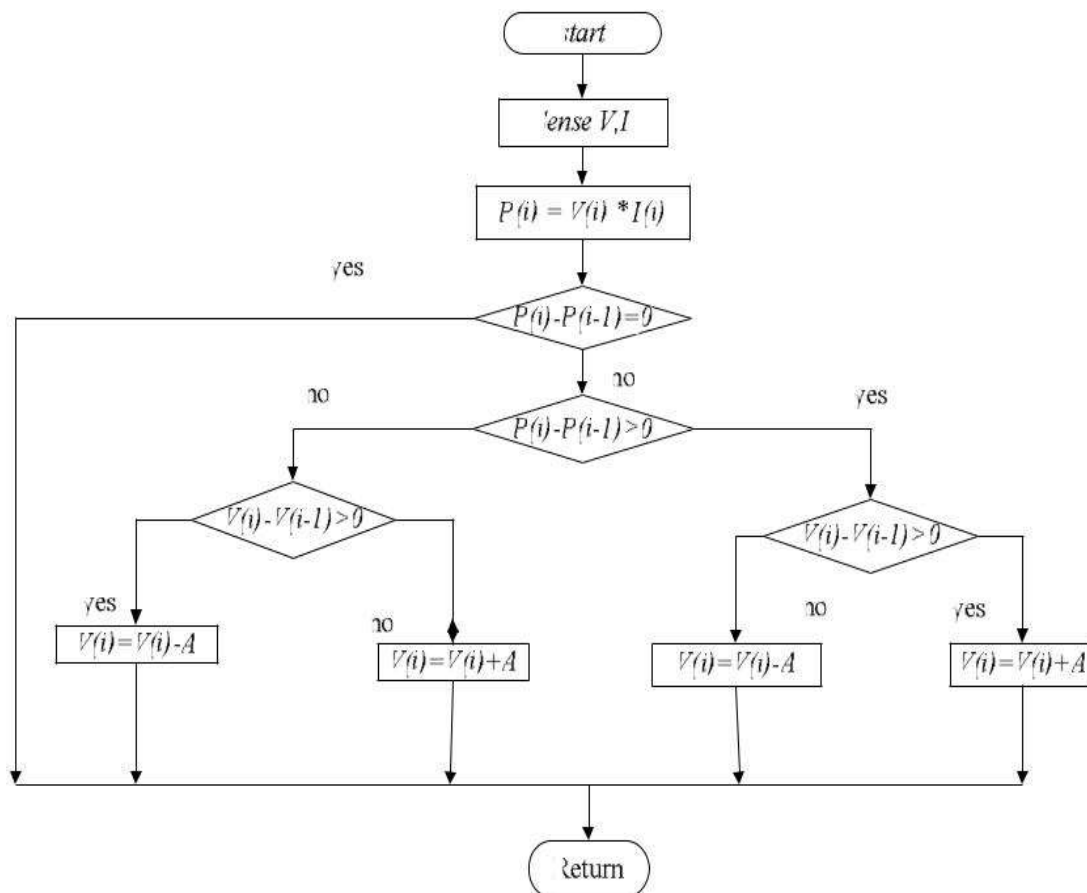 start
Sense V,I
P(i) = V(i) * I(i)
yes
P(i)-P(i-1)=0
no
no
yes
P(i)-P(i-1)>0
V(i)-V(i-1)>0
V(i)-V(i-1)>0
yes
no
no
yes
V(i)=V(i)-A
V(i)=V(i)+A
V(i)=V(i)-A
V(i)=V(i)+A
Return